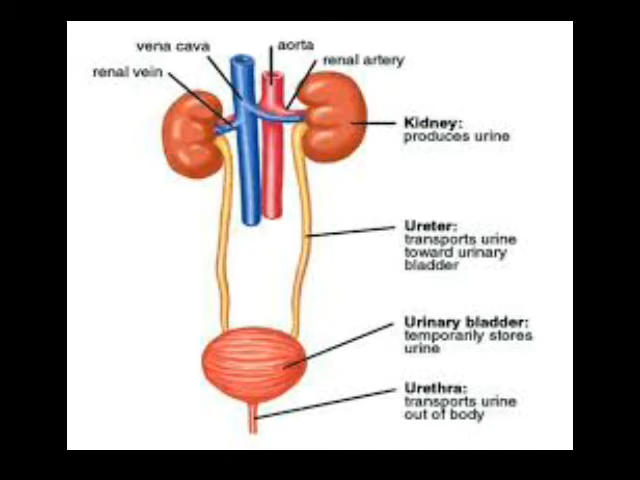 vena cava
aorta
renal vein
renal artery
Kidney:
produces urine
Ureter:
transports urine
toward urinary
bladder
Urinary bladder:
temporarily stores
urine
Urethra:
transports urine
out of body